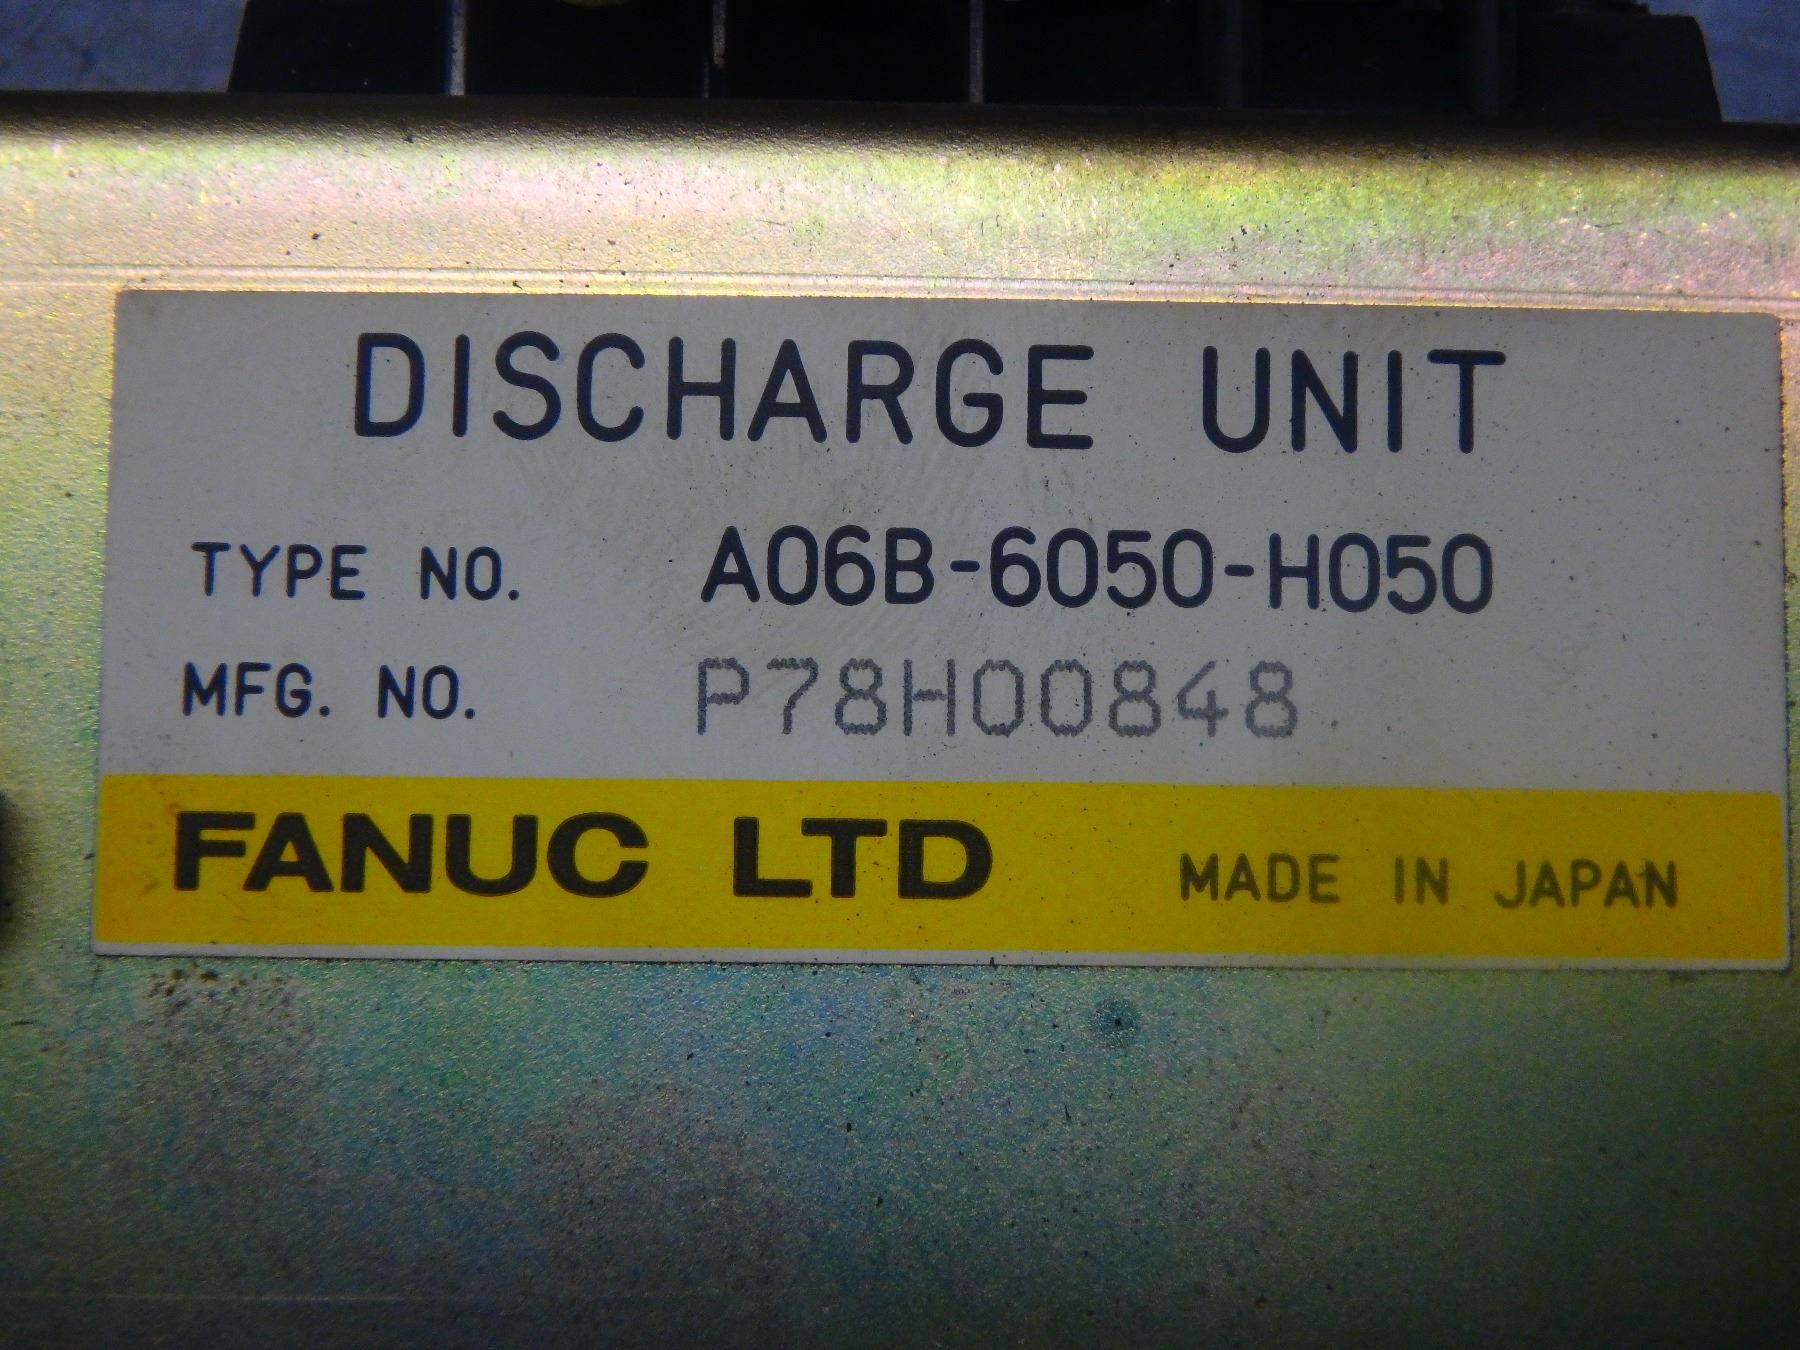 DISCHARGE UNIT
TYPE NO. A06B-6050-H050
MFG. NO. P78H00848
FANUC LTD MADE IN JAPAN